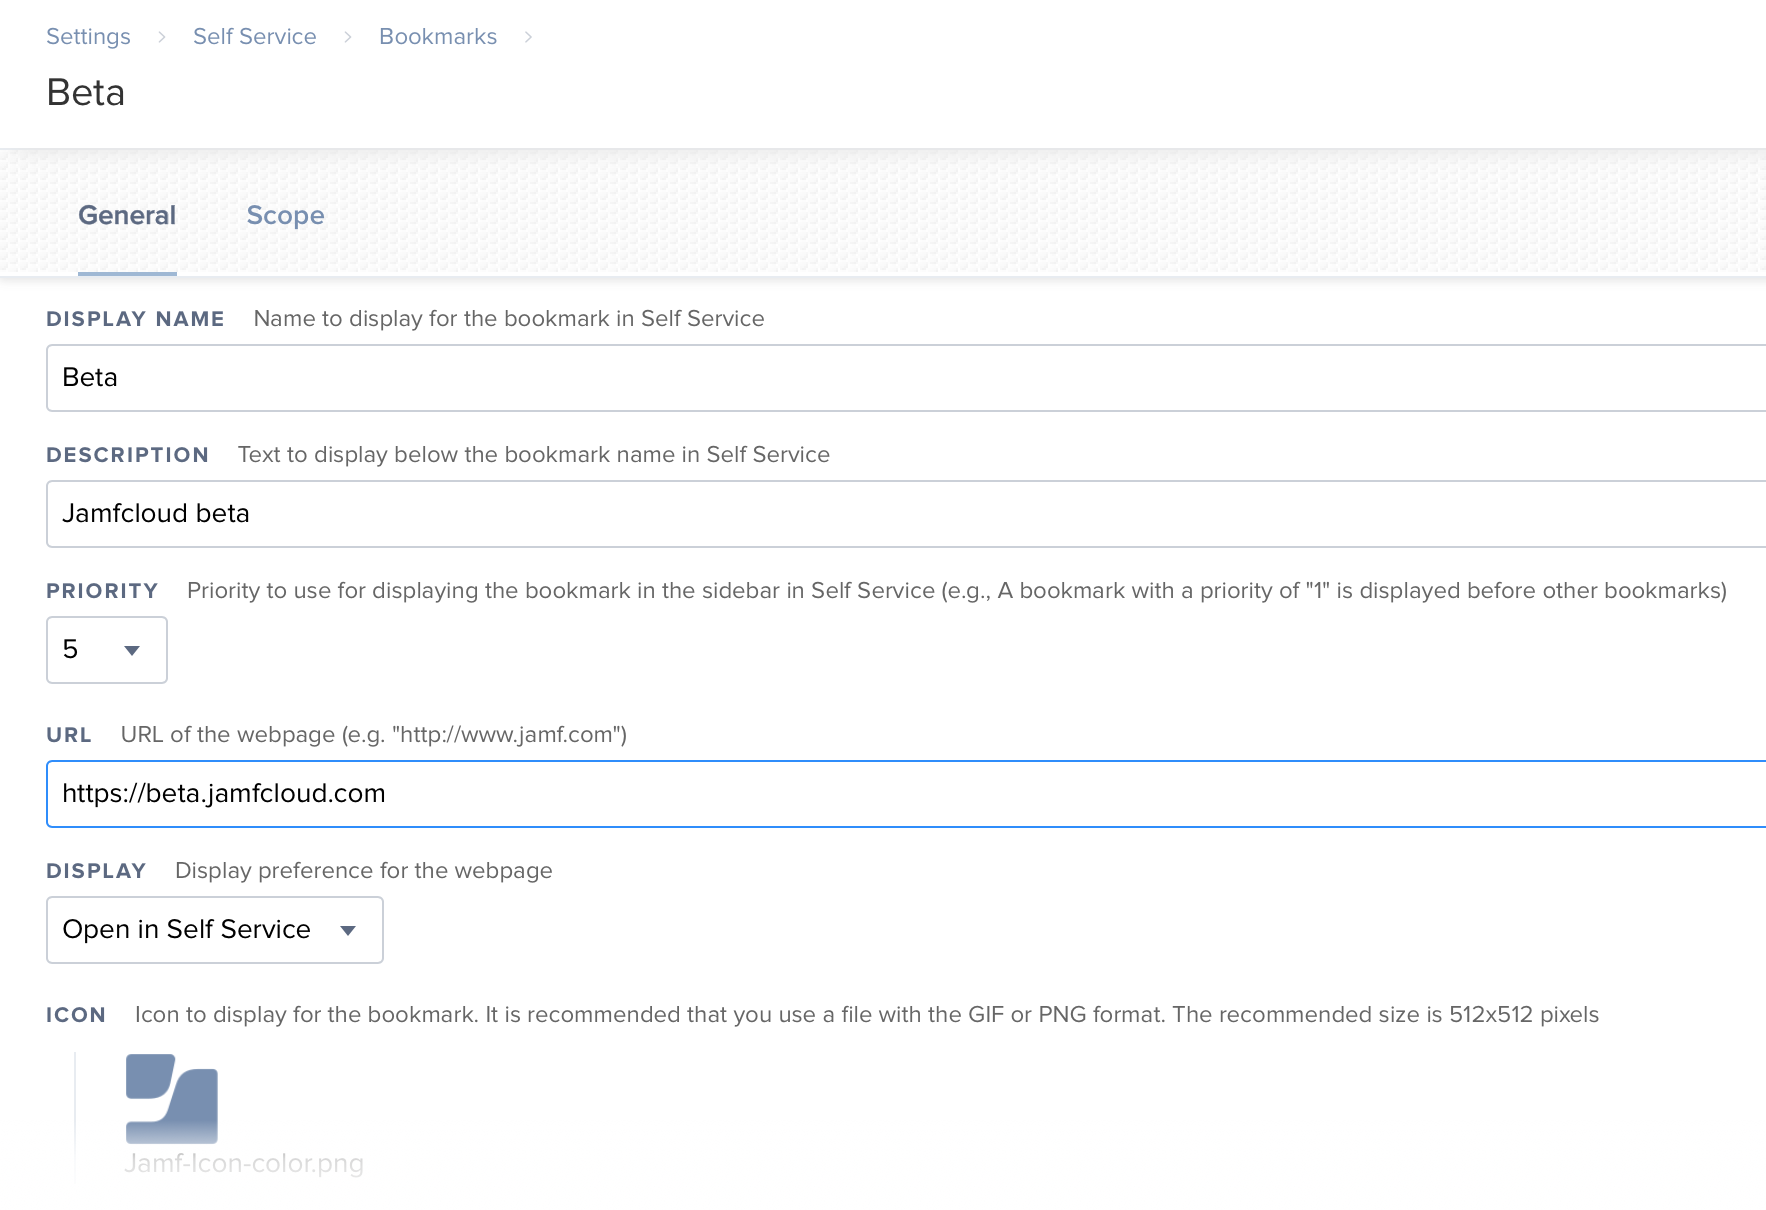 Settings > Self Service > Bookmarks >
Beta
General Scope
DISPLAY NAME Name to display for the bookmark in Self Service
Beta
DESCRIPTION Text to display below the bookmark name in Self Service
Jamfcloud beta
PRIORITY Priority to use for displaying the bookmark in the sidebar in Self Service (e.g., A bookmark with a priority of "1" is displayed before other bookmarks)
5
URL URL of the webpage (e.g. "http://www.jamf.com")
https://beta.jamfcloud.com
DISPLAY Display preference for the webpage
Open in Self Service
ICON Icon to display for the bookmark. It is recommended that you use a file with the GIF or PNG format. The recommended size is 512x512 pixels
Jamf-Icon-color.png